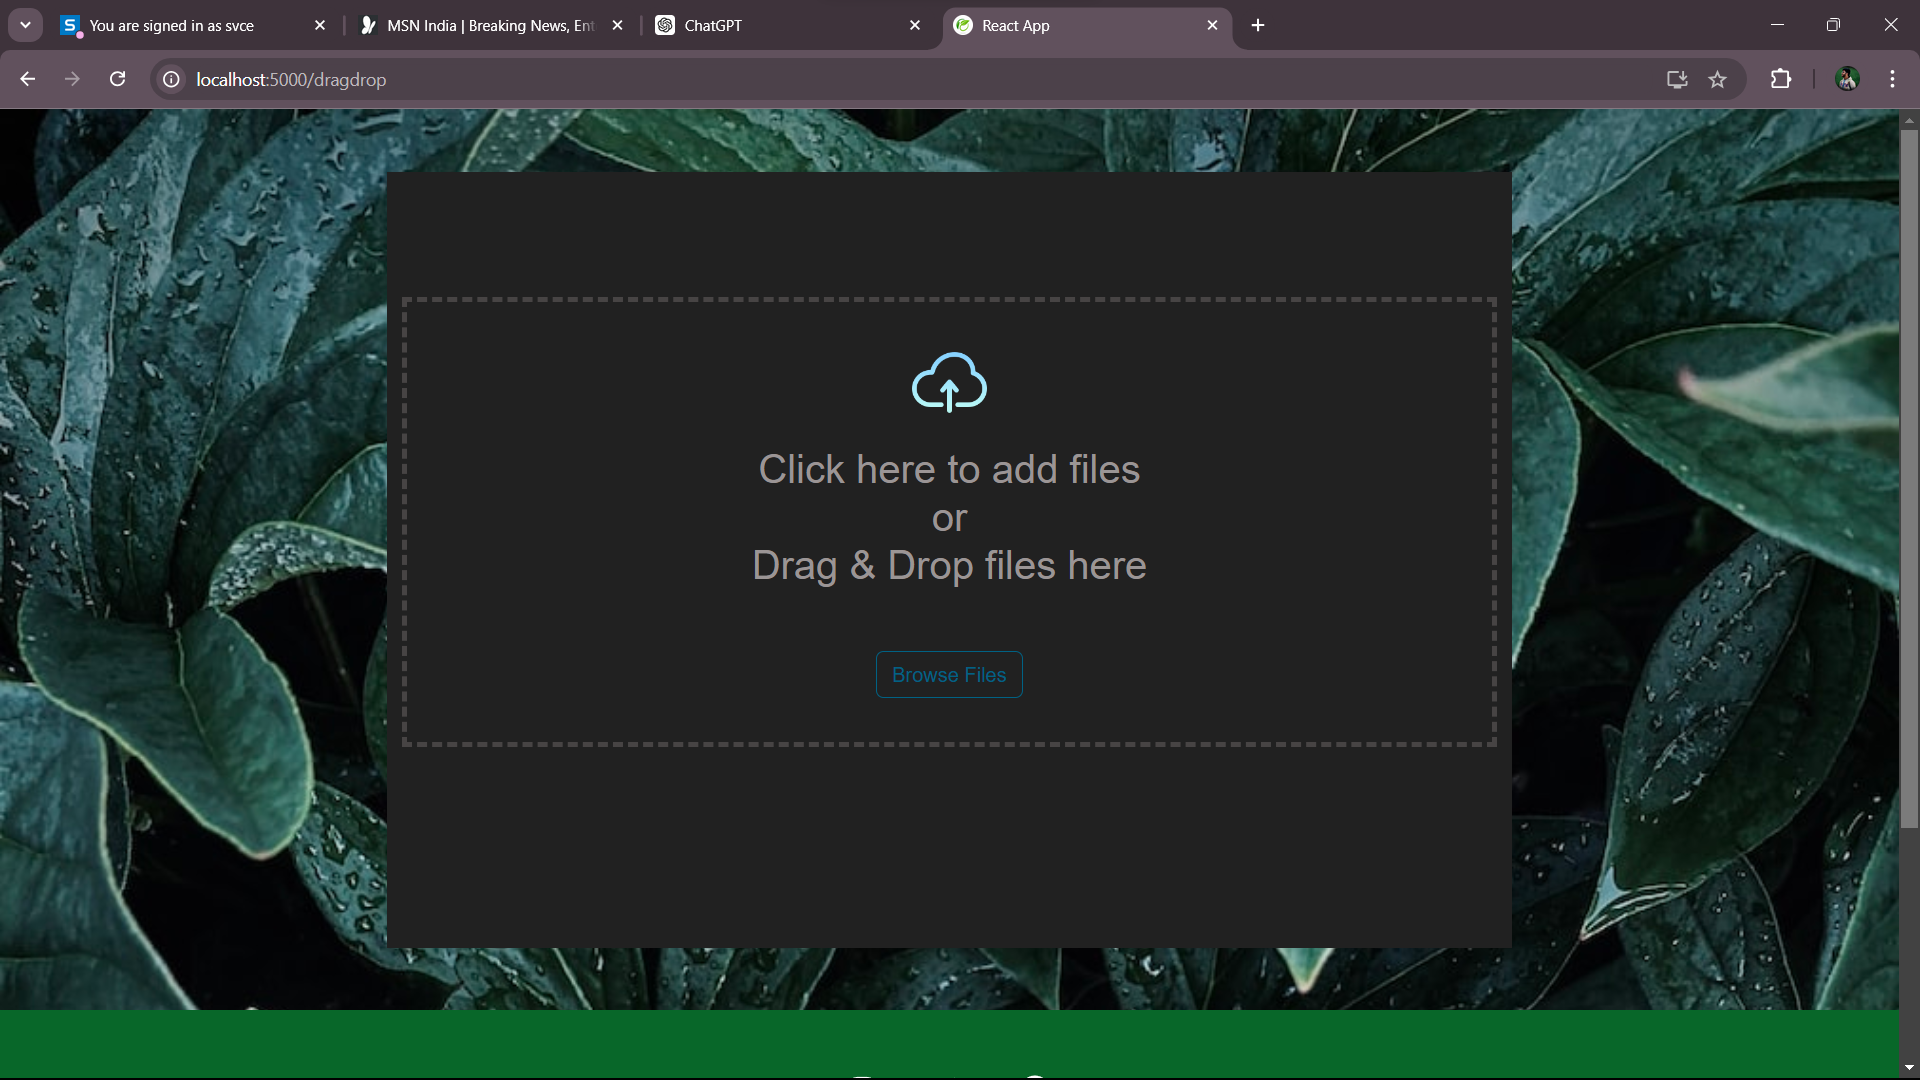 You are signed in as svce
MSN India | Breaking News, Ent
ChatGPT
React App
localhost:5000/dragdrop
Click here to add files
or
Drag & Drop files here
Browse Files